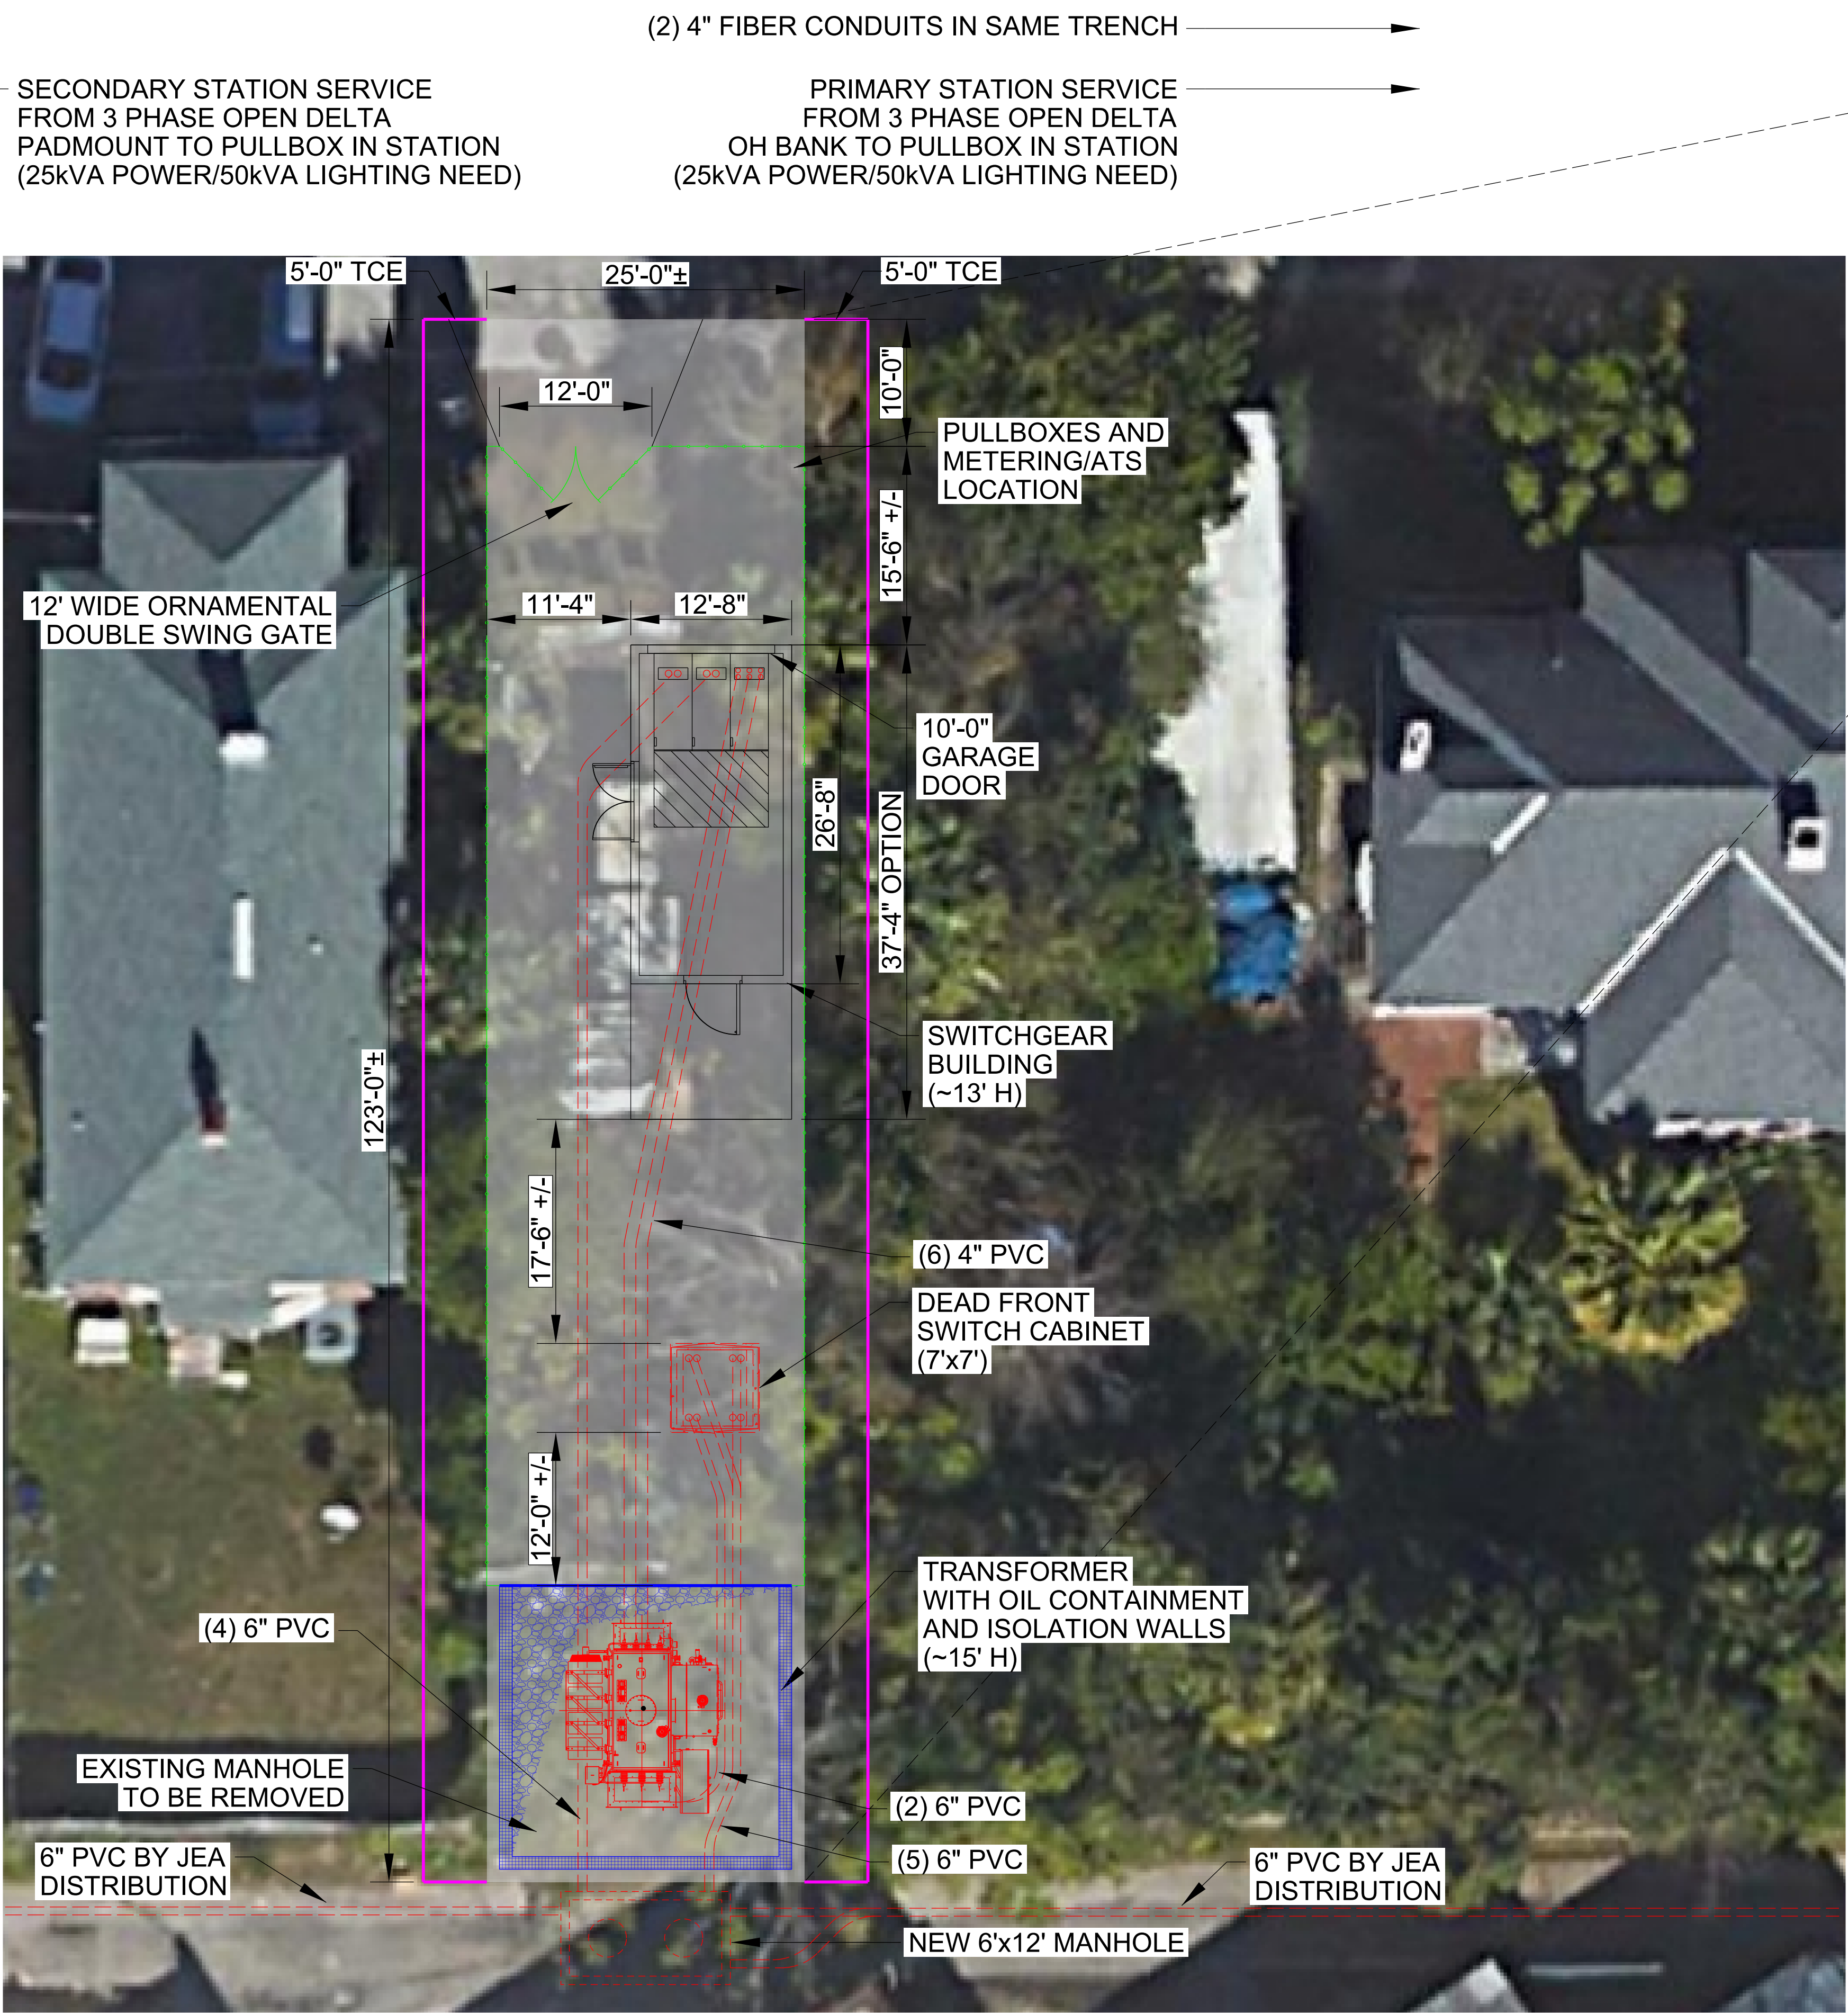 (2) 4" FIBER CONDUITS IN SAME TRENCH
SECONDARY STATION SERVICE
FROM 3 PHASE OPEN DELTA
PADMOUNT TO PULLBOX IN STATION
(25kVA POWER/50kVA LIGHTING NEED)
PRIMARY STATION SERVICE
FROM 3 PHASE OPEN DELTA
OH BANK TO PULLBOX IN STATION
(25kVA POWER/50kVA LIGHTING NEED)
5'-0" TCE
25'-0"±
5'-0" TCE
10'-0"
12'-0"
PULLBOXES AND
METERING/ATS
LOCATION
15'-6" +/-
12' WIDE ORNAMENTAL
DOUBLE SWING GATE
11'-4"
12'-8"
10'-0"
GARAGE
DOOR
26'-8"
37'-4" OPTION
SWITCHGEAR
BUILDING
(~13' H)
123'-0"±
17'-6" +/-
(6) 4" PVC
DEAD FRONT
SWITCH CABINET
(7'x7')
12'-0" +/-
TRANSFORMER
WITH OIL CONTAINMENT
AND ISOLATION WALLS
(~15' H)
(4) 6" PVC
EXISTING MANHOLE
TO BE REMOVED
(2) 6" PVC
(5) 6" PVC
6" PVC BY JEA
DISTRIBUTION
6" PVC BY JEA
DISTRIBUTION
NEW 6'x12' MANHOLE